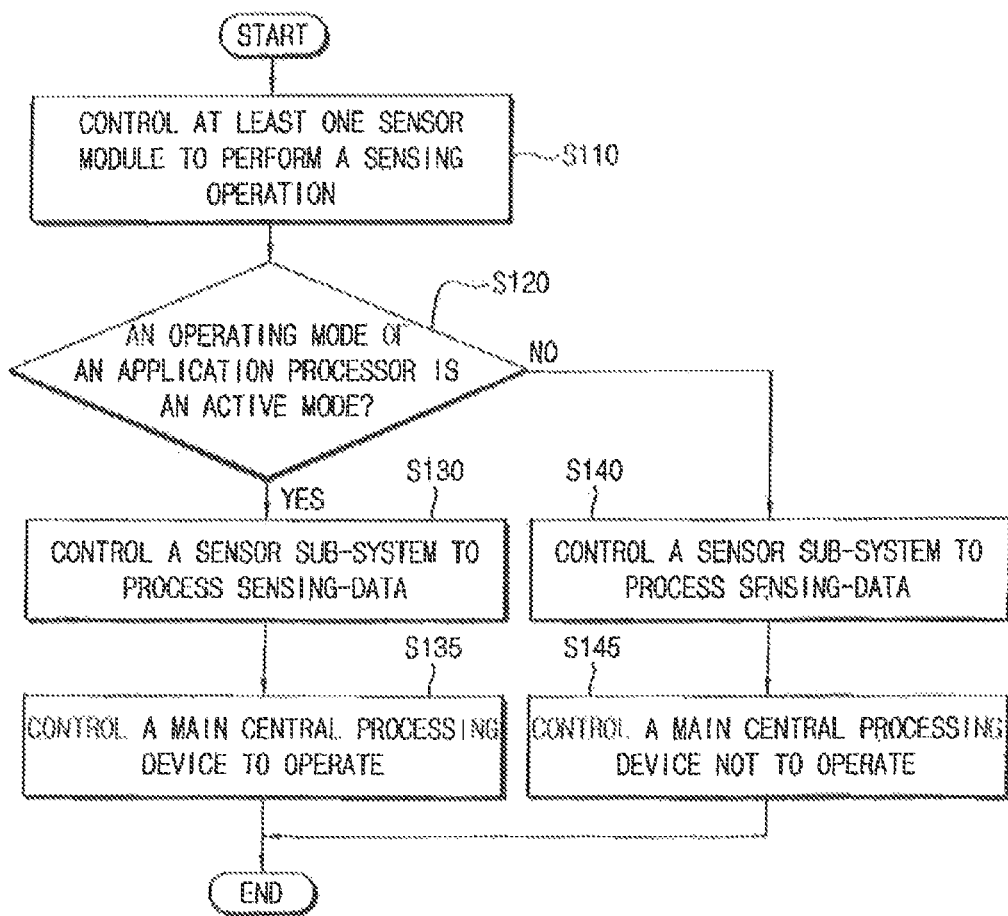 START
CONTROL AT LEAST ONE SENSOR
MODULE TO PERFORM A SENSING
OPERATION
S110
S120
AN OPERATING MODE OF
AN APPLICATION PROCESSOR IS
AN ACTIVE MODE?
NO
YES
S130
CONTROL A SENSOR SUB-SYSTEM TO
PROCESS SENSING-DATA
S140
CONTROL A SENSOR SUB-SYSTEM TO
PROCESS SENSING-DATA
S135
CONTROL A MAIN CENTRAL PROCESSING
DEVICE TO OPERATE
S145
CONTROL A MAIN CENTRAL PROCESSING
DEVICE NOT TO OPERATE
END